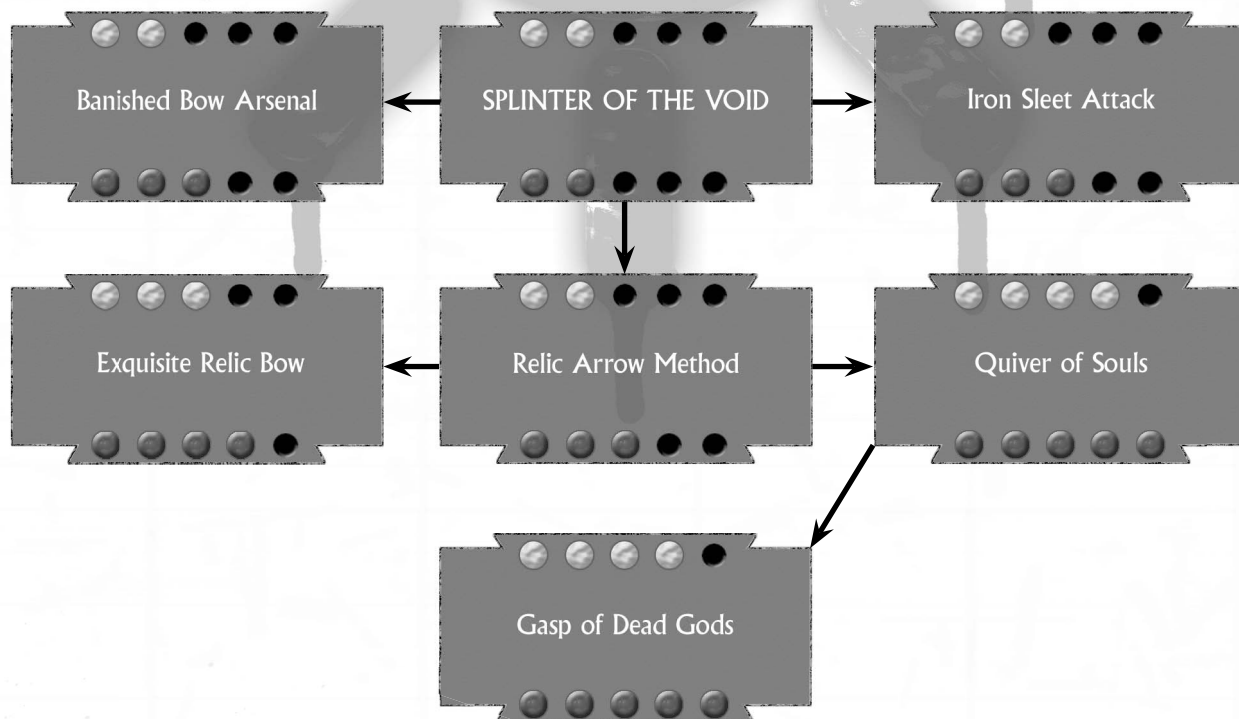 Banished Bow Arsenal
SPLINTER OF THE VOID
Iron Sleet Attack
Exquisite Relic Bow
Relic Arrow Method
Quiver of Souls
Gasp of Dead Gods